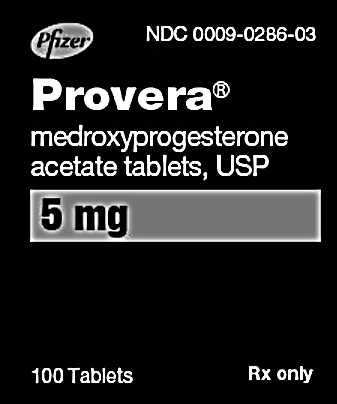 Pfizer
NDC 0009-0286-03
Provera®
medroxyprogesterone
acetate tablets, USP
5 mg
100 Tablets
Rx only